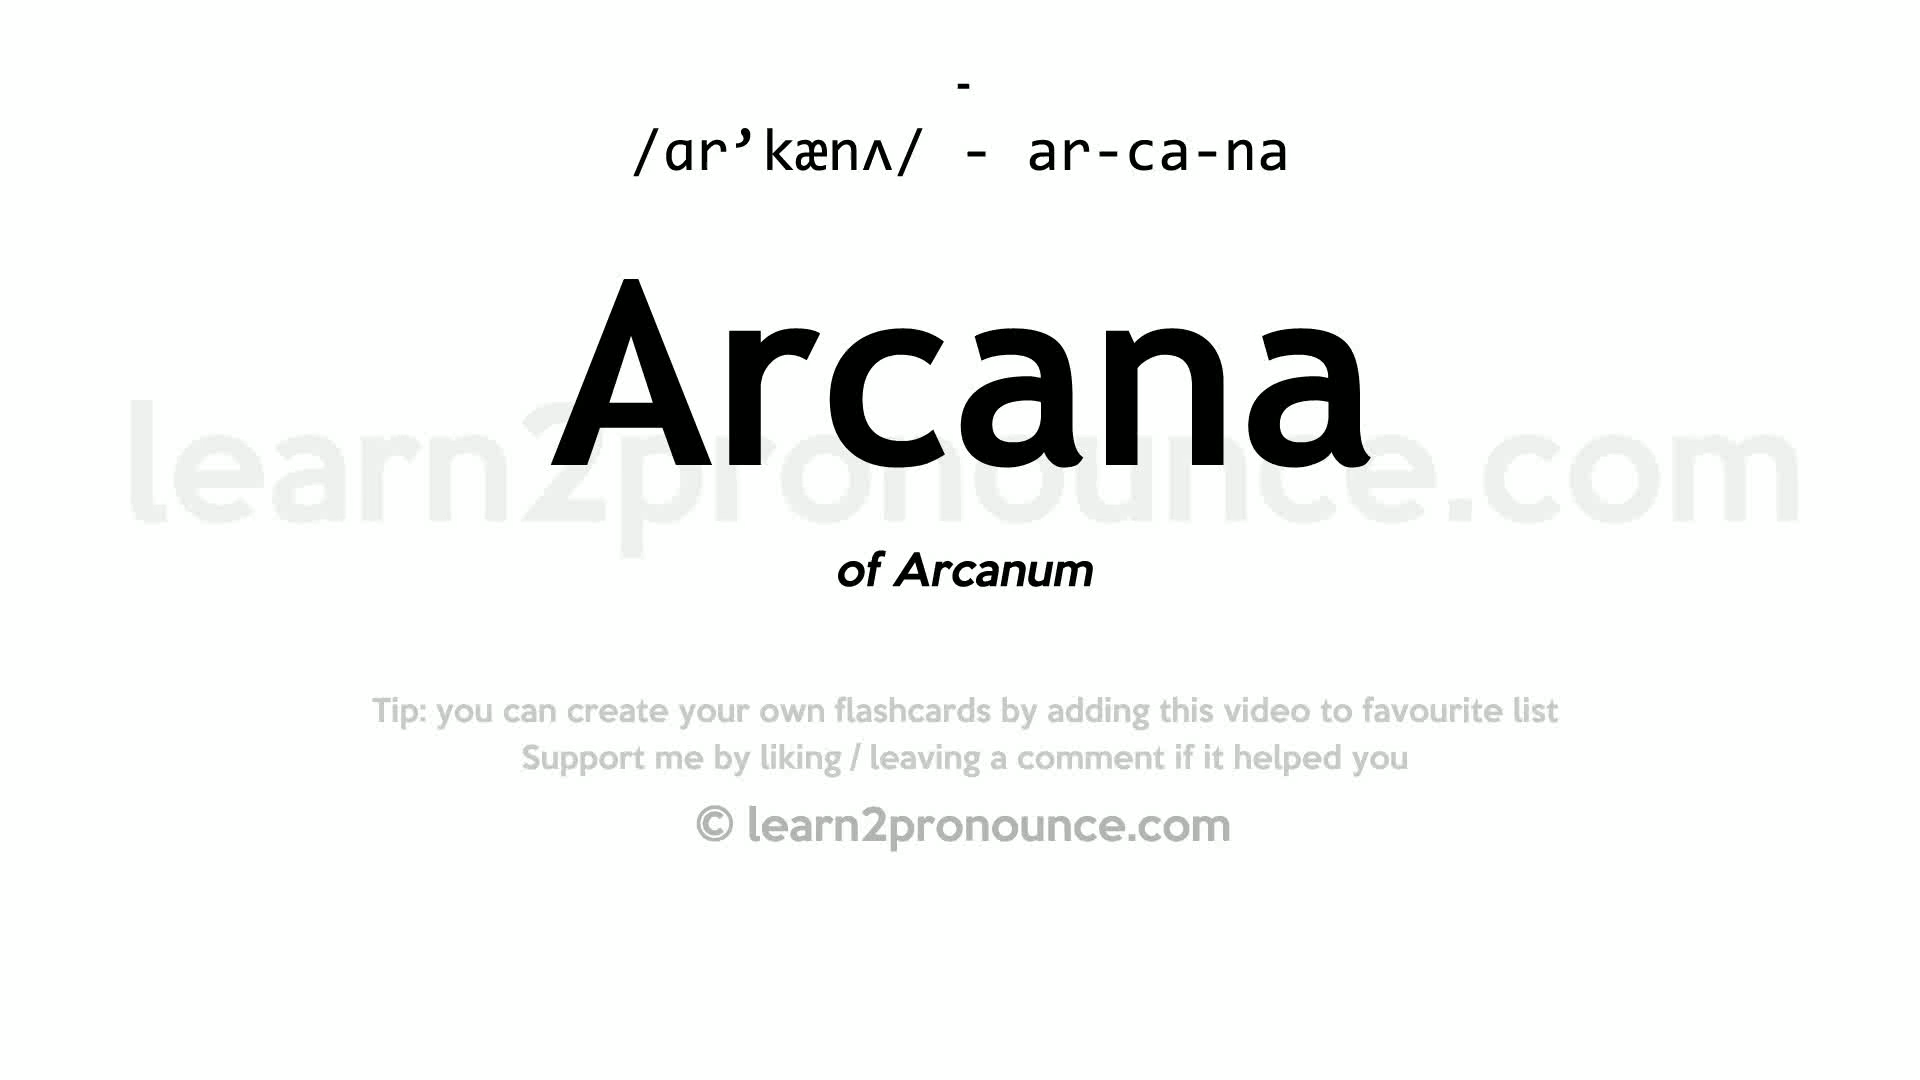 -
/ɑr’kænʌ/ - ar-ca-na
Arcana
learn2pronounce.com
of Arcanum
Tip: you can create your own flashcards by adding this video to favourite list
Support me by liking / leaving a comment if it helped you
© learn2pronounce.com